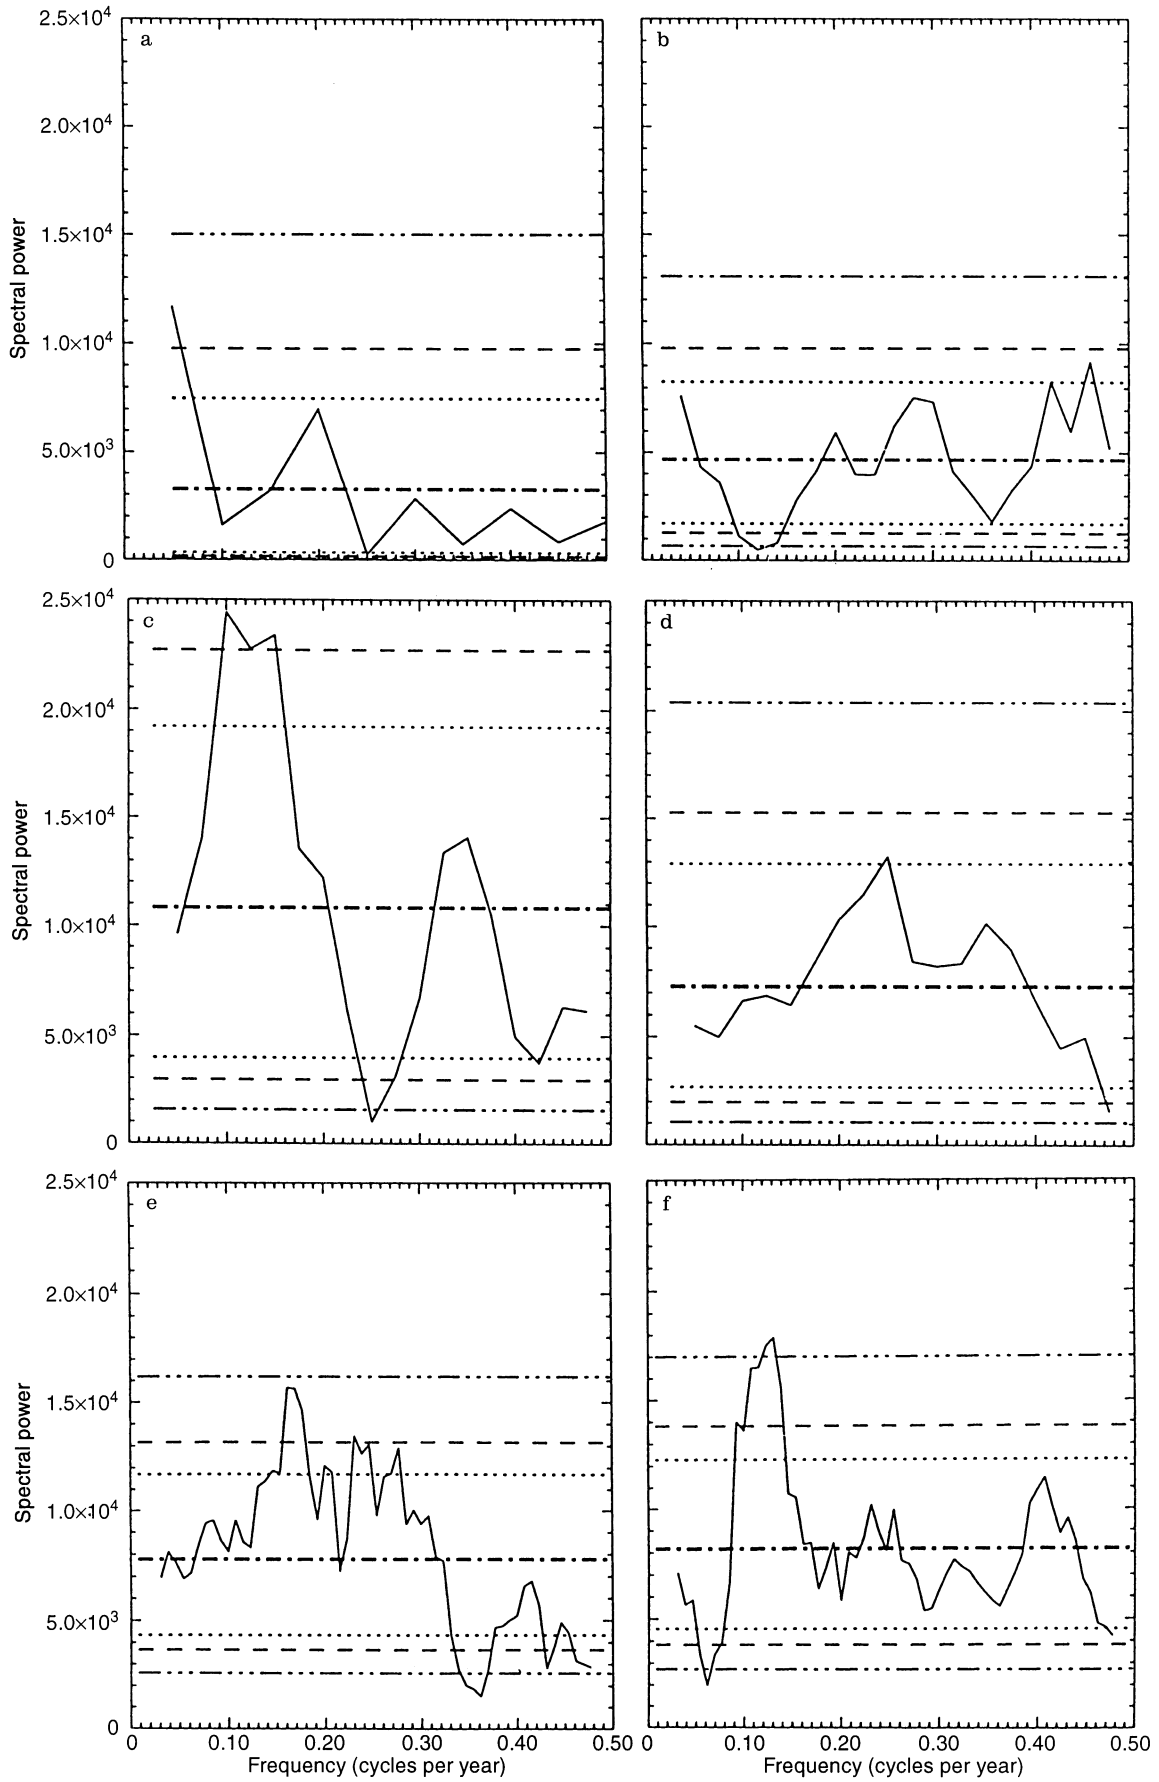 2.5×10⁴
a
b
2.0×10⁴
1.5×10⁴
Spectral power
1.0×10⁴
5.0×10³
0
2.5×10⁴
c
d
2.0×10⁴
1.5×10⁴
Spectral power
1.0×10⁴
5.0×10³
0
2.5×10⁴
e
f
2.0×10⁴
1.5×10⁴
Spectral power
1.0×10⁴
5.0×10³
0
0 0.10 0.20 0.30 0.40 0.50
0 0.10 0.20 0.30 0.40 0.50
Frequency (cycles per year)
Frequency (cycles per year)